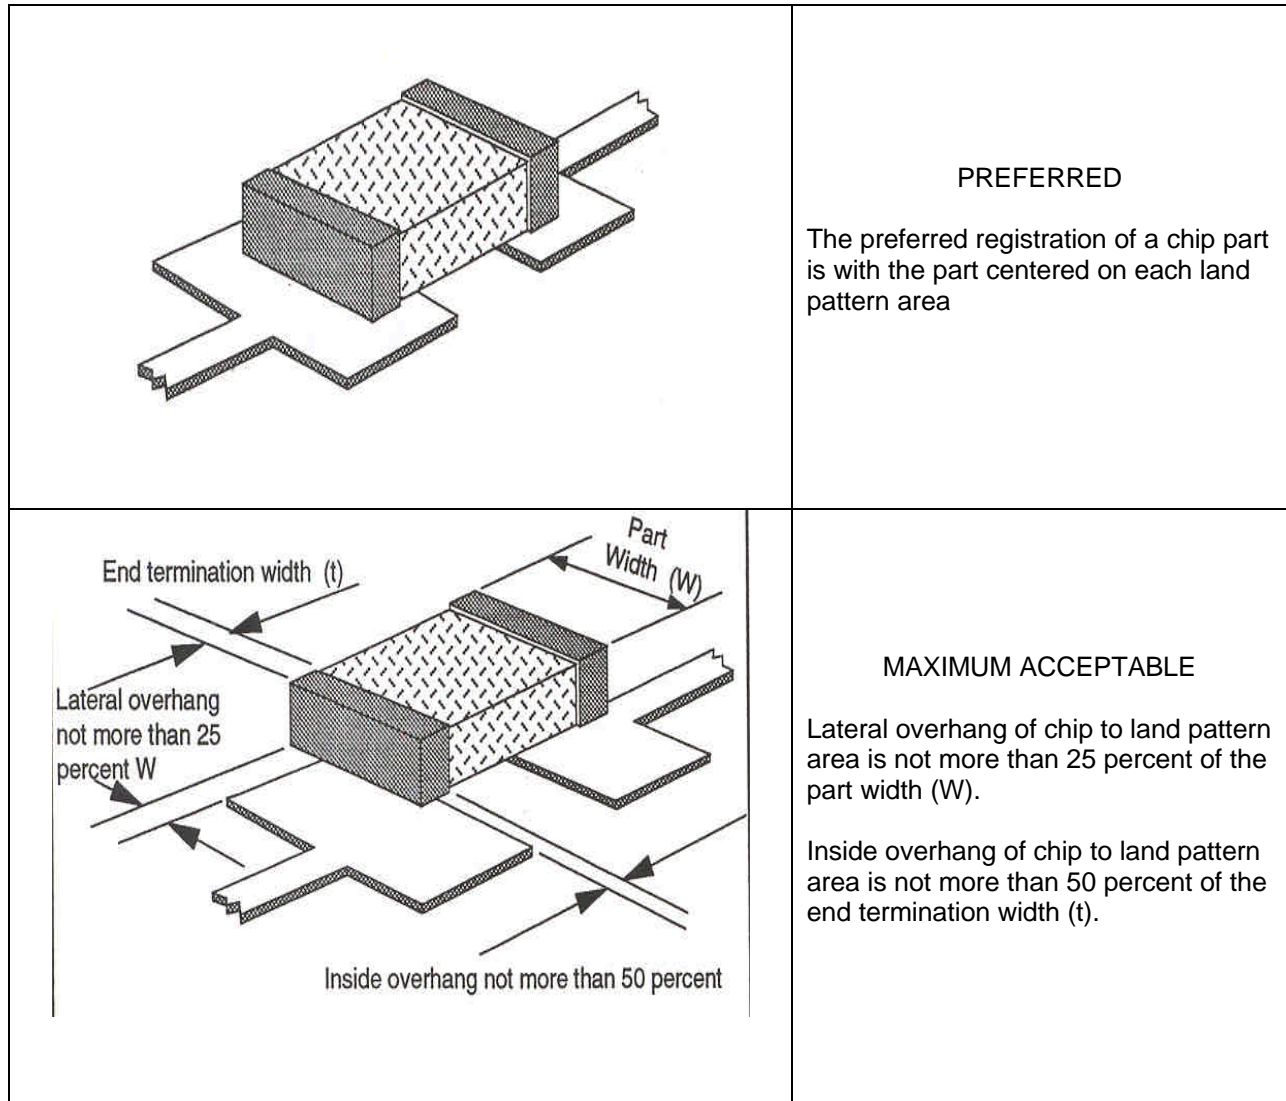 PREFERRED
The preferred registration of a chip part
is with the part centered on each land
pattern area
End termination width (t)
Part
Width (W)
Lateral overhang
not more than 25
percent W
Inside overhang not more than 50 percent
MAXIMUM ACCEPTABLE
Lateral overhang of chip to land pattern
area is not more than 25 percent of the
part width (W).
Inside overhang of chip to land pattern
area is not more than 50 percent of the
end termination width (t).